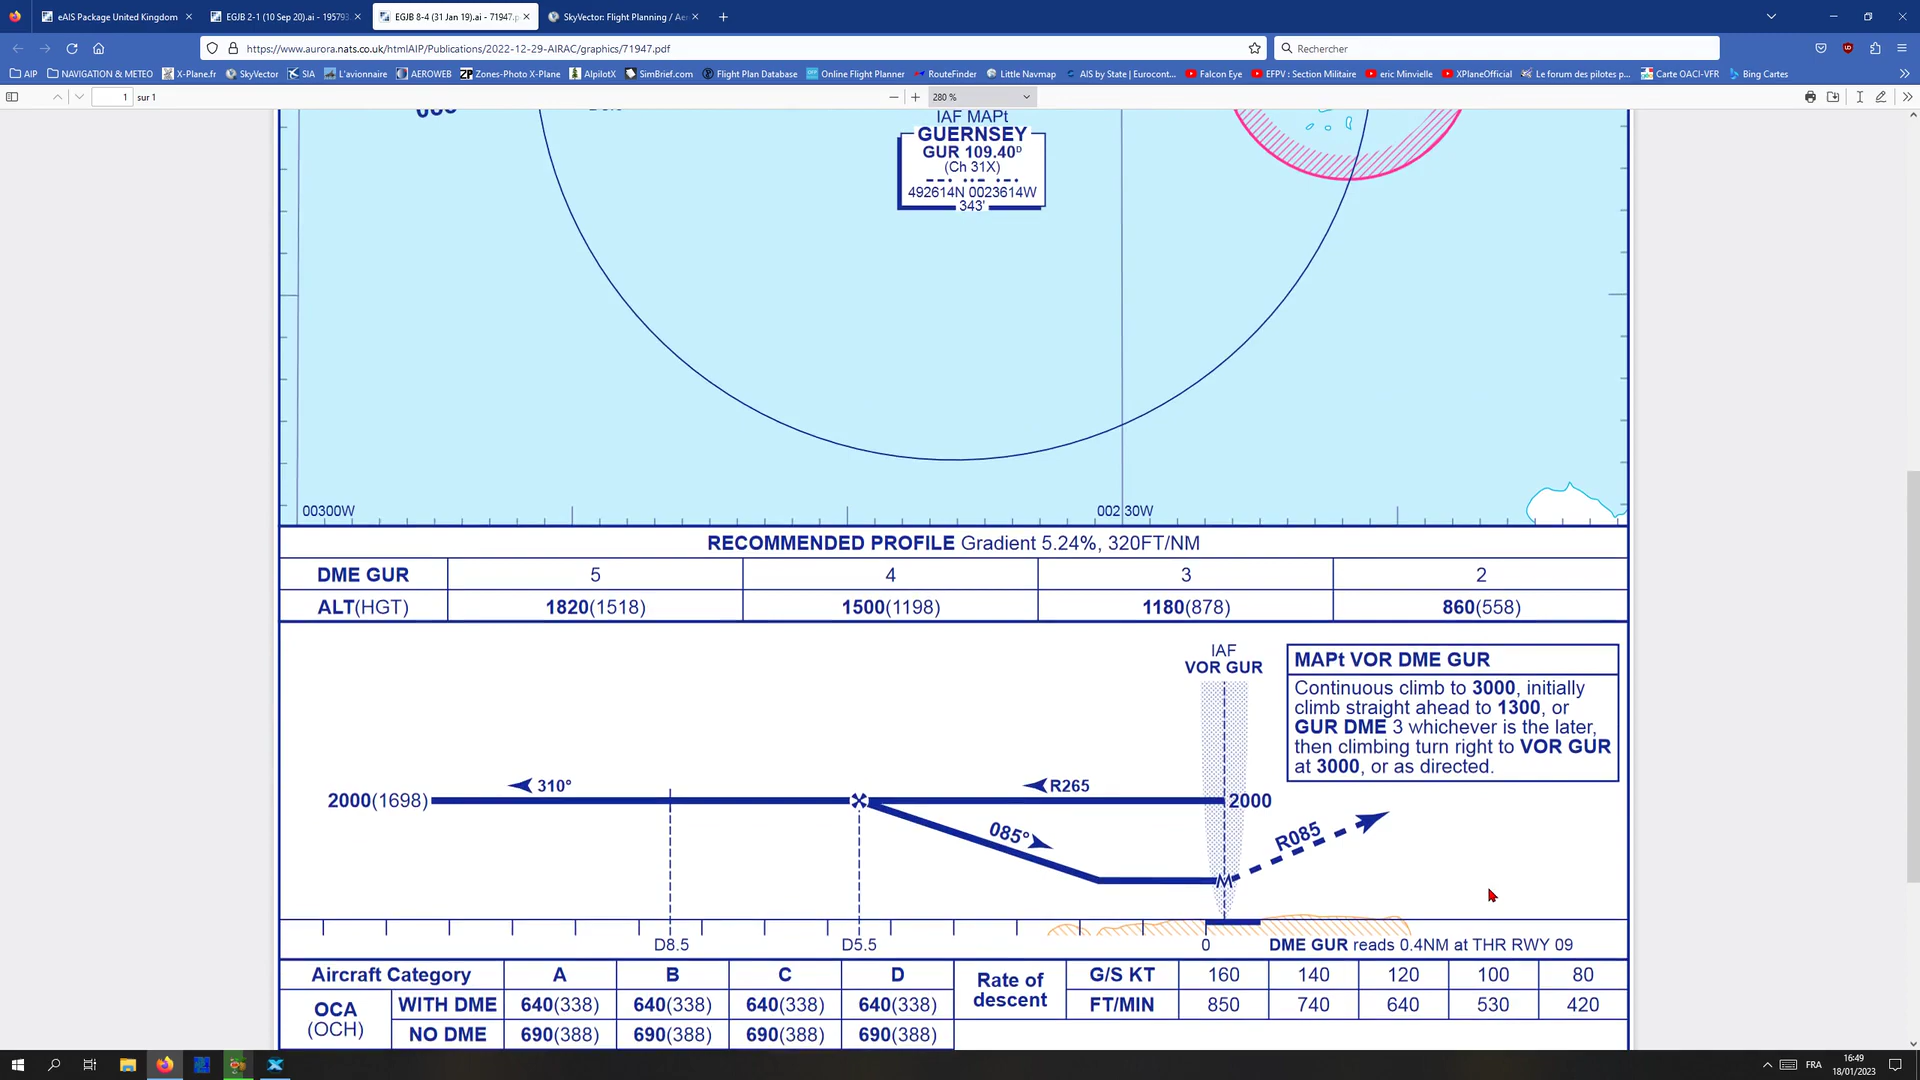 eAIS Package United Kingdom
EGJB 2-1 (10 Sep 20).ai - 195793
EGJB 8-4 (31 Jan 19).ai - 71947.p
SkyVector: Flight Planning / Ae
https://www.aurora.nats.co.uk/htmlAIP/Publications/2022-12-29-AIRAC/graphics/71947.pdf
Rechercher
AIP
NAVIGATION & METEO
X-Plane.fr
SkyVector
SIA
L'avionnaire
AEROWEB
Zones-Photo X-Plane
AlpilotX
SimBrief.com
Flight Plan Database
Online Flight Planner
RouteFinder
Little Navmap
AIS by State | Eurocont...
Falcon Eye
EFPV : Section Militaire
eric Minvielle
XPlaneOfficial
Le forum des pilotes p...
Carte OACI-VFR
Bing Cartes
1 sur 1
280 %
IAF MAPt
GUERNSEY
GUR 109.40D
(Ch 31X)
492614N 0023614W
343'
00300W
00230W
RECOMMENDED PROFILE Gradient 5.24%, 320FT/NM
DME GUR 5 4 3 2
ALT(HGT) 1820(1518) 1500(1198) 1180(878) 860(558)
IAF
VOR GUR
MAPt VOR DME GUR
Continuous climb to 3000, initially
climb straight ahead to 1300, or
GUR DME 3 whichever is the later,
then climbing turn right to VOR GUR
at 3000, or as directed.
310°
R265
2000(1698)
2000
085°
R085
M
D8.5
D5.5
0
DME GUR reads 0.4NM at THR RWY 09
Aircraft Category A B C D
OCA
(OCH)
WITH DME 640(338) 640(338) 640(338) 640(338)
NO DME 690(388) 690(388) 690(388) 690(388)
Rate of
descent
G/S KT 160 140 120 100 80
FT/MIN 850 740 640 530 420
FRA
16:49
18/01/2023